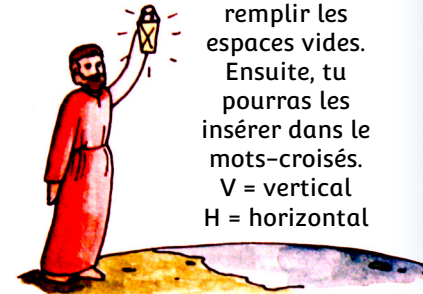 remplir les
espaces vides.
Ensuite, tu
pourras les
insérer dans le
mots-croisés.
V = vertical
H = horizontal